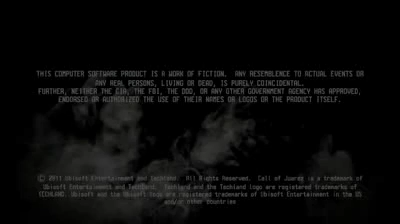 THIS COMPUTER SOFTWARE PRODUCT IS A WORK OF FICTION. ANY RESEMBLENCE TO ACTUAL EVENTS OR
ANY REAL PERSONS, LIVING OR DEAD, IS PURELY COINCIDENTAL.
FURTHER, NEITHER THE CIA, THE FBI, THE DOD, OR ANY OTHER GOVERNMENT AGENCY HAS APPROVED,
ENDORSED OR AUTHORIZED THE USE OF THEIR NAMES OR LOGOS OR THE PRODUCT ITSELF.
© 2011 Ubisoft Entertainment and Techland. All Rights Reserved. Call of Juarez is a trademark of
Ubisoft Entertainment and Techland. Techland and the Techland logo are registered trademarks of
TECHLAND. Ubisoft and the Ubisoft logo are registered trademarks of Ubisoft Entertainment in the US
and/or other countries